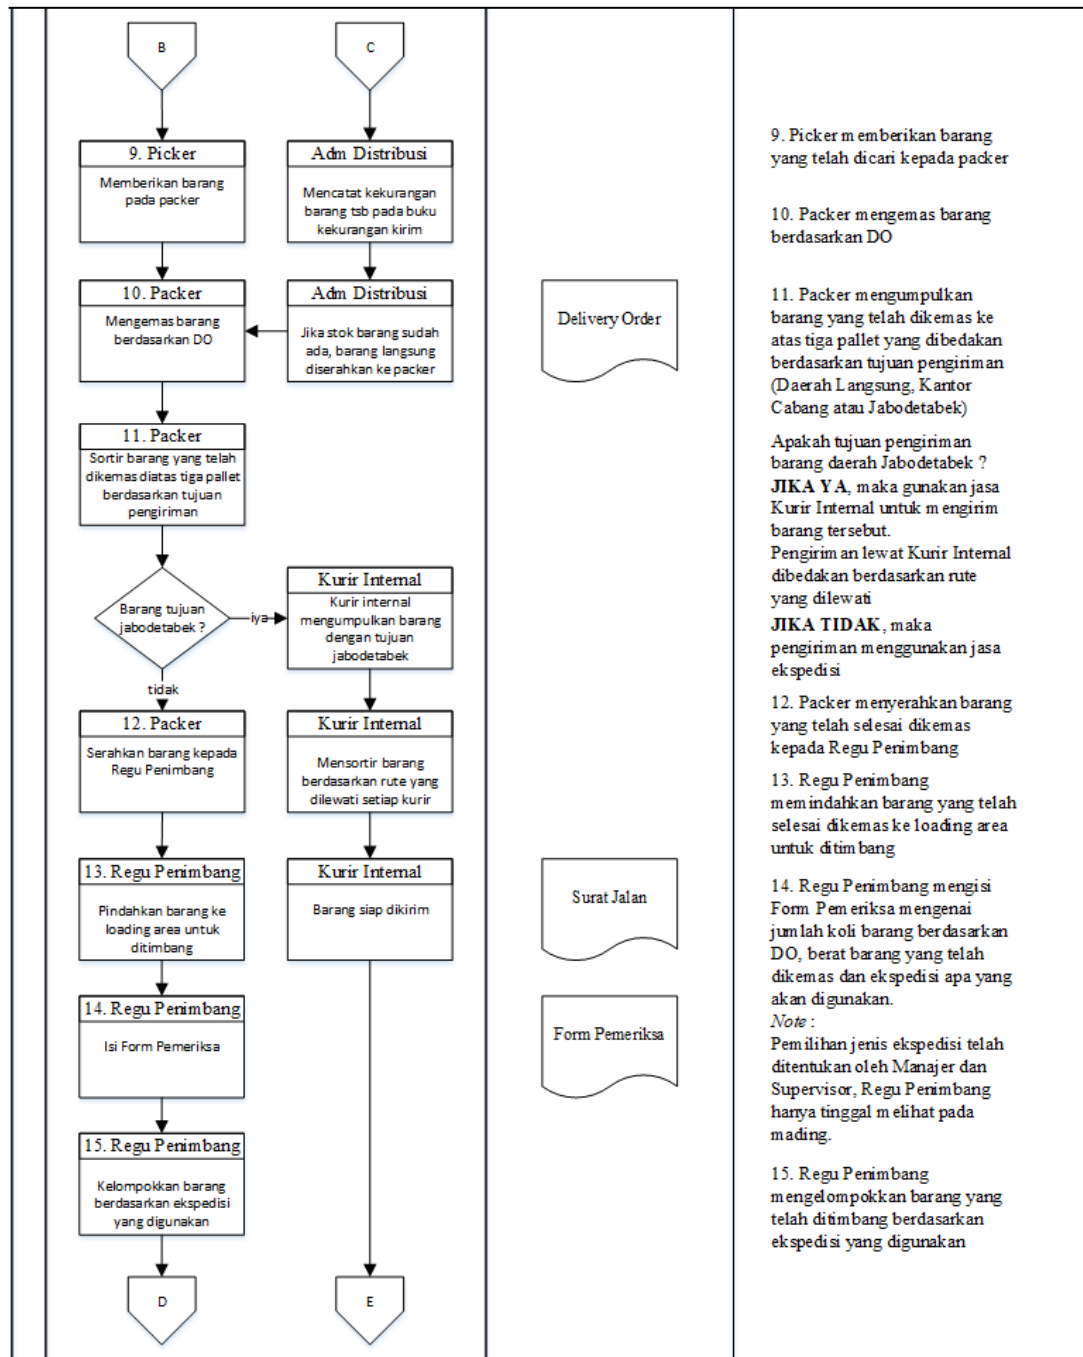 B
C
9. Picker
Memberikan barang
pada packer
Adm Distribusi
Mencatat kekurangan
barang tsb pada buku
kekurangan kirim
10. Packer
Mengemas barang
berdasarkan DO
Adm Distribusi
Jika stok barang sudah
ada, barang langsung
diserahkan ke packer
11. Packer
Sortir barang yang telah
dikemas diatas tiga pallet
berdasarkan tujuan
pengiriman
Barang tujuan
jabodetabek ?
iya
tidak
Kurir Internal
Kurir internal
mengumpulkan barang
dengan tujuan
jabodetabek
12. Packer
Serahkan barang kepada
Regu Penimbang
Kurir Internal
Mensortir barang
berdasarkan rute yang
dilewati setiap kurir
13. Regu Penimbang
Pindahkan barang ke
loading area untuk
ditimbang
Kurir Internal
Barang siap dikirim
14. Regu Penimbang
Isi Form Pemeriksa
15. Regu Penimbang
Kelompokkan barang
berdasarkan ekspedisi
yang digunakan
D
E
Delivery Order
Surat Jalan
Form Pemeriksa
9. Picker memberikan barang
yang telah dicari kepada packer
10. Packer mengemas barang
berdasarkan DO
11. Packer mengumpulkan
barang yang telah dikemas ke
atas tiga pallet yang dibedakan
berdasarkan tujuan pengiriman
(Daerah Langsung, Kantor
Cabang atau Jabodetabek)
Apakah tujuan pengiriman
barang daerah Jabodetabek ?
JIKA YA, maka gunakan jasa
Kurir Internal untuk mengirim
barang tersebut.
Pengiriman lewat Kurir Internal
dibedakan berdasarkan rute
yang dilewati
JIKA TIDAK, maka
pengiriman menggunakan jasa
ekspedisi
12. Packer menyerahkan barang
yang telah selesai dikemas
kepada Regu Penimbang
13. Regu Penimbang
memindahkan barang yang telah
selesai dikemas ke loading area
untuk ditimbang
14. Regu Penimbang mengisi
Form Pemeriksa mengenai
jumlah koli barang berdasarkan
DO, berat barang yang telah
dikemas dan ekspedisi apa yang
akan digunakan.
Note :
Pemilihan jenis ekspedisi telah
ditentukan oleh Manajer dan
Supervisor, Regu Penimbang
hanya tinggal melihat pada
mading.
15. Regu Penimbang
mengelompokkan barang yang
telah ditimbang berdasarkan
ekspedisi yang digunakan